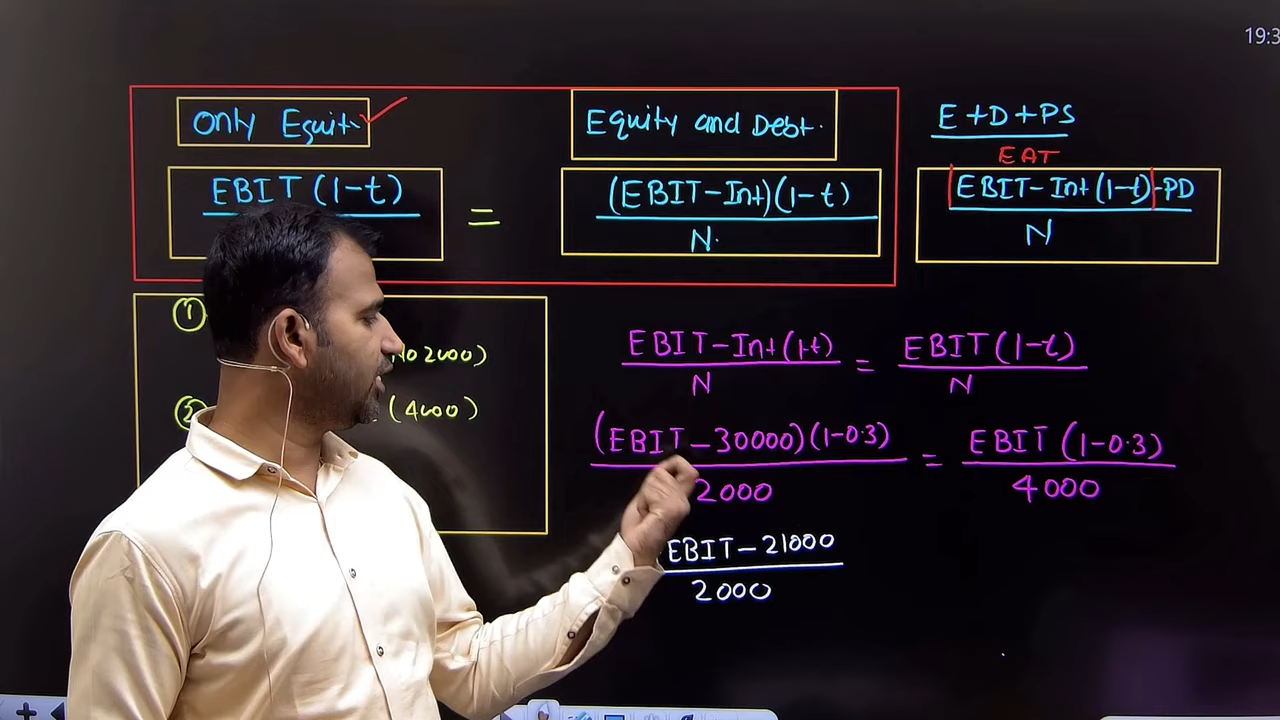 19:3
Only Equity
Equity and Debt.
E+D+PS
EAT
EBIT(1-t)
=
(EBIT-Int)(1-t)
N.
EBIT-Int(1-t)-PD
N
①
No 2000)
②
(4000)
EBIT-Int(1-t)
N
=
EBIT(1-t)
N
(EBIT-30000)(1-0.3)
2000
=
EBIT(1-0.3)
4000
EBIT-21000
2000